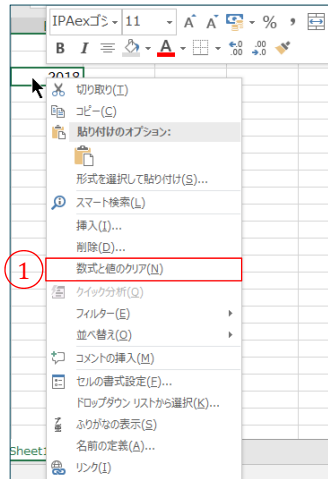 IPAexゴシ 11 A A %
B I A .0 .00 .00 .0
2018
切り取り(T)
コピー(C)
貼り付けのオプション:
形式を選択して貼り付け(S)...
スマート検索(L)
挿入(I)...
削除(D)...
1 数式と値のクリア(N)
クイック分析(Q)
フィルター(E)
並べ替え(O)
コメントの挿入(M)
セルの書式設定(F)...
ドロップダウン リストから選択(K)...
ふりがなの表示(S)
名前の定義(A)...
Sheet1
リンク(I)